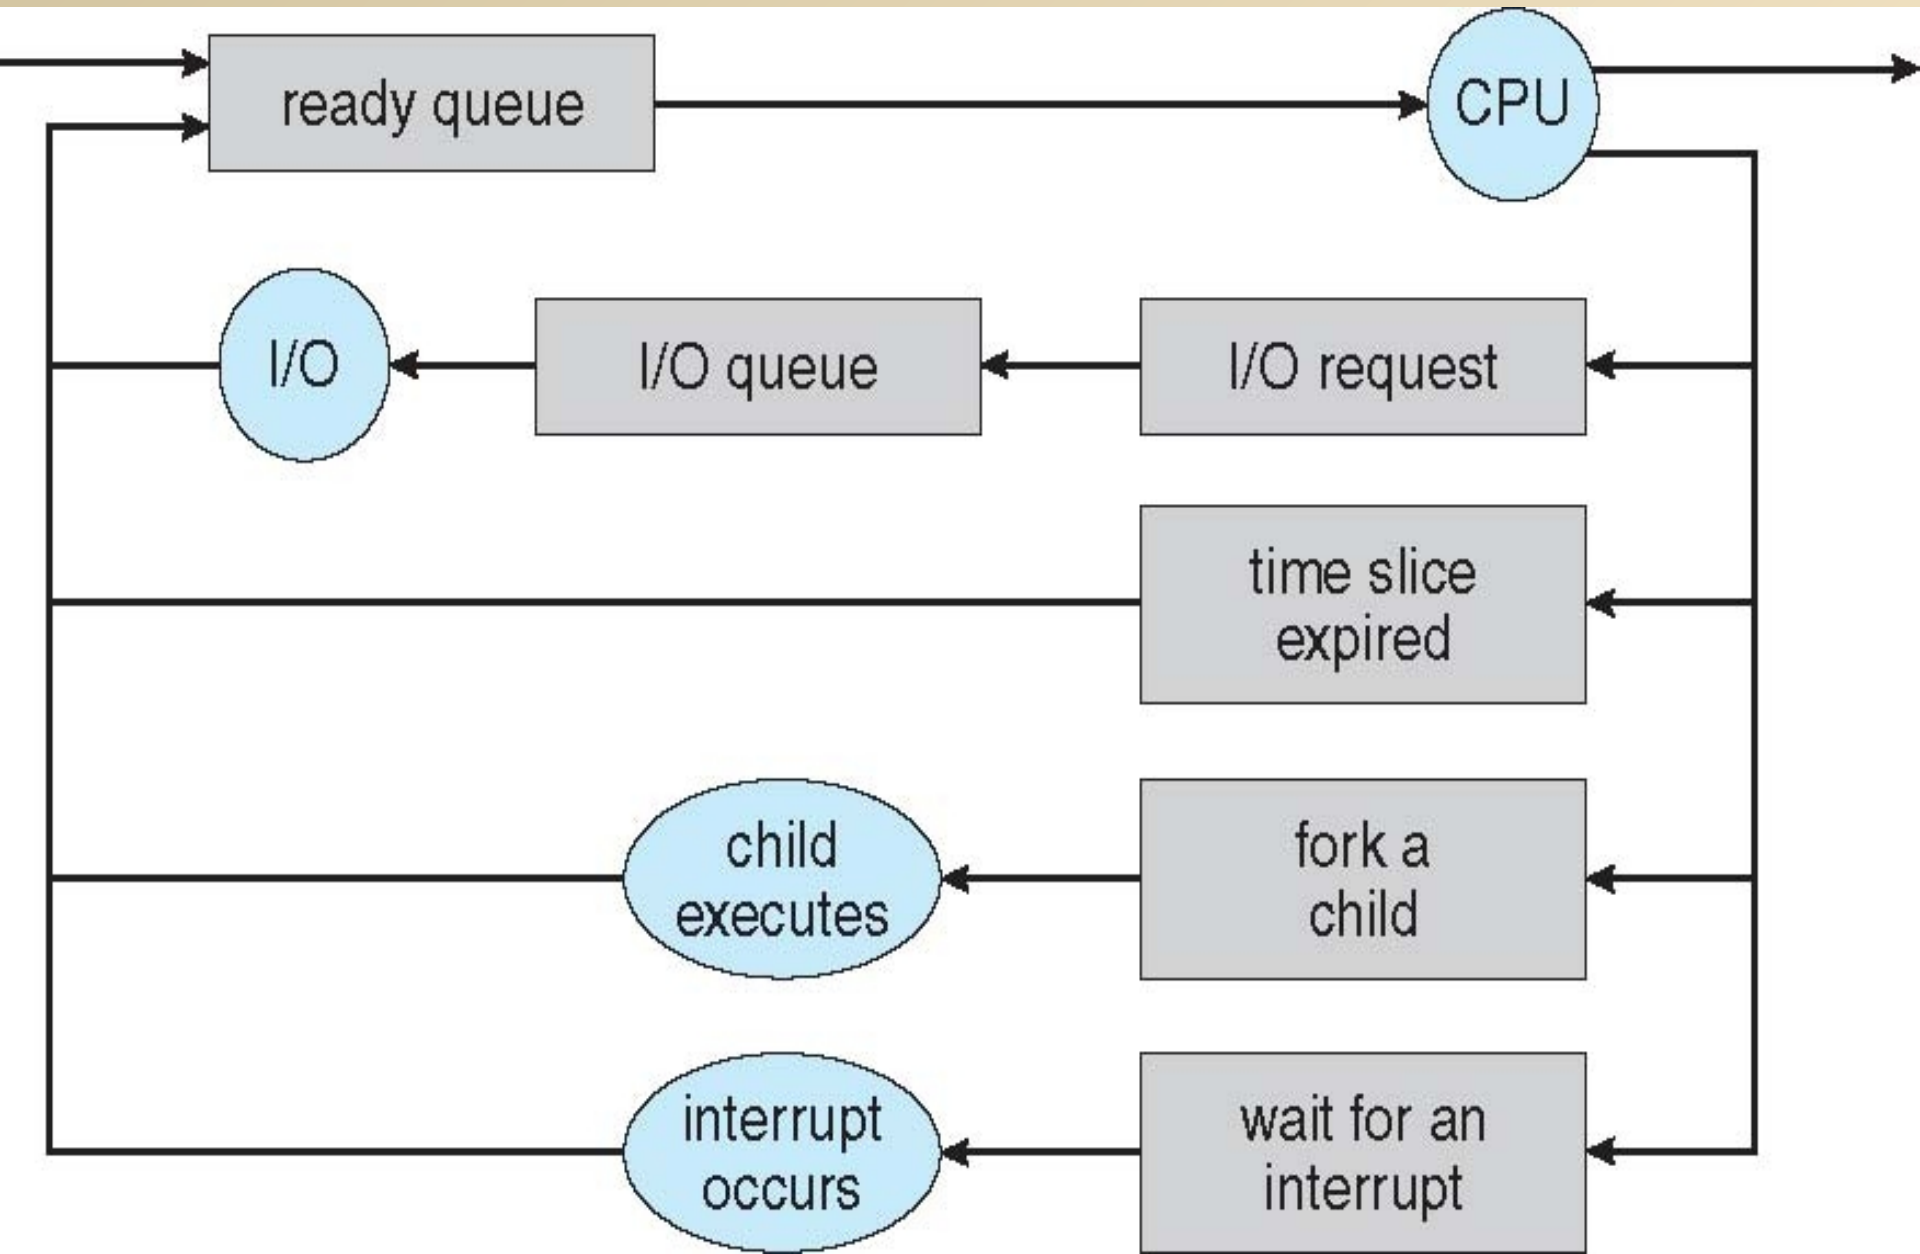 ready queue
CPU
I/O
I/O queue
I/O request
time slice
expired
child
executes
fork a
child
interrupt
occurs
wait for an
interrupt